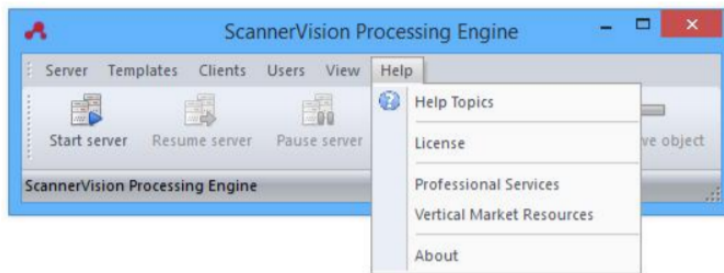 ScannerVision Processing Engine
Server Templates Clients Users View Help
Help Topics
Start server Resume server Pause server
License
ve object
ScannerVision Processing Engine
Professional Services
Vertical Market Resources
About